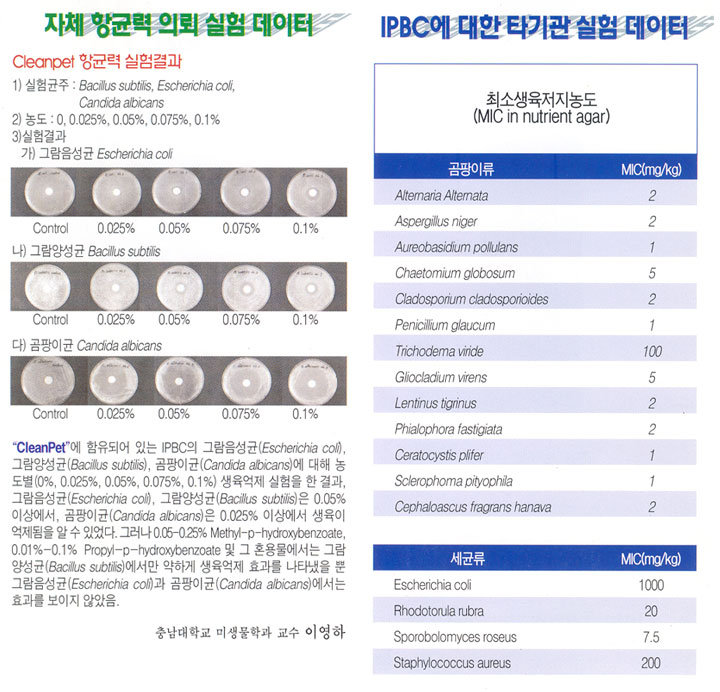 자체 항균력 의뢰 실험 데이터
Cleanpet 항균력 실험결과
1) 실험균주 : Bacillus subtilis, Escherichia coli,
Candida albicans
2) 농도 : 0, 0.025%, 0.05%, 0.075%, 0.1%
3)실험결과
가) 그람음성균 Escherichia coli
Control 0.025% 0.05% 0.075% 0.1%
나) 그람양성균 Bacillus subtilis
Control 0.025% 0.05% 0.075% 0.1%
다) 곰팡이균 Candida albicans
Control 0.025% 0.05% 0.075% 0.1%
"CleanPet"에 함유되어 있는 IPBC의 그람음성균(Escherichia coli),
그람양성균(Bacillus subtilis), 곰팡이균(Candida albicans)에 대해 농
도별(0%, 0.025%, 0.05%, 0.075%, 0.1%) 생육억제 실험을 한 결과,
그람음성균(Escherichia coli), 그람양성균(Bacillus subtilis)은 0.05%
이상에서, 곰팡이균(Candida albicans)은 0.025% 이상에서 생육이
억제됨을 알 수 있었다. 그러나 0.05-0.25% Methyl-p-hydroxybenzoate,
0.01%-0.1% Propyl-p-hydroxybenzoate 및 그 혼용물에서는 그람
양성균(Bacillus subtilis)에서만 약하게 생육억제 효과를 나타냈을 뿐
그람음성균(Escherichia coli)과 곰팡이균(Candida albicans)에서는
효과를 보이지 않았음.
충남대학교 미생물학과 교수 이영하
IPBC에 대한 타기관 실험 데이터
최소생육저지농도
(MIC in nutrient agar)
곰팡이류 MIC(mg/kg)
Alternaria Alternata 2
Aspergillus niger 2
Aureobasidium pollulans 1
Chaetomium globosum 5
Cladosporium cladosporioides 2
Penicillium glaucum 1
Trichodema viride 100
Gliocladium virens 5
Lentinus tigrinus 2
Phialophora fastigiata 2
Ceratocystis plifer 1
Sclerophoma pityophila 1
Cephaloascus fragrans hanava 2
세균류 MIC(mg/kg)
Escherichia coli 1000
Rhodotorula rubra 20
Sporobolomyces roseus 7.5
Staphylococcus aureus 200